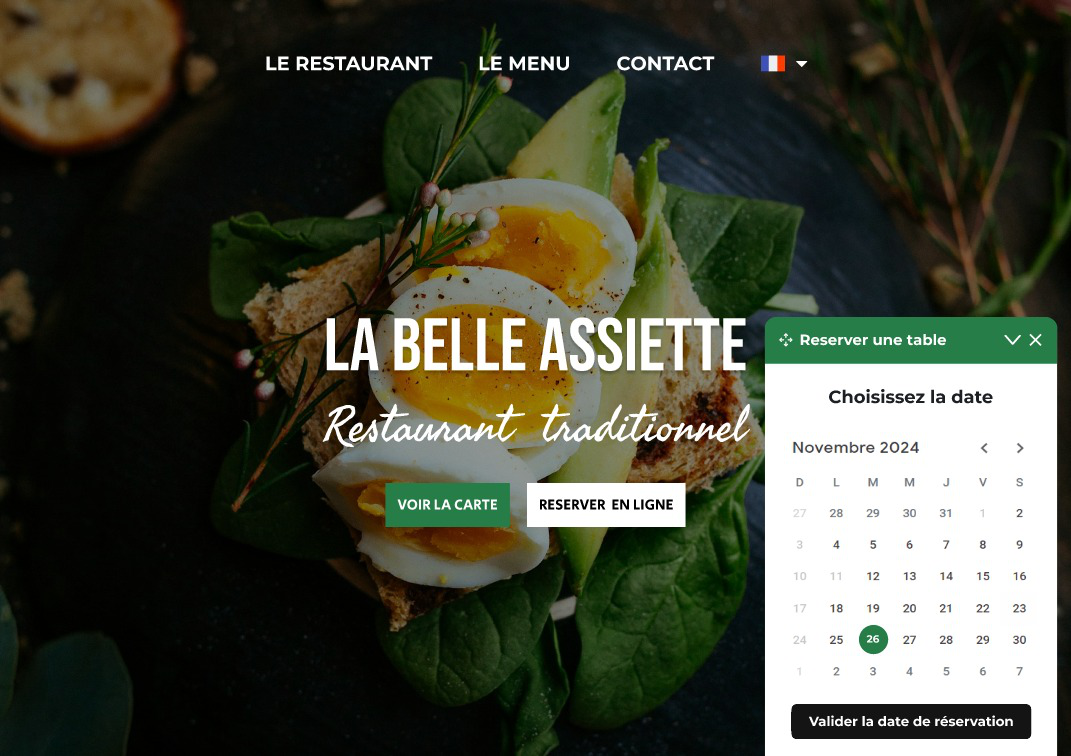 LE RESTAURANT LE MENU CONTACT
LA BELLE ASSIETTE
Restaurant traditionnel
VOIR LA CARTE RESERVER EN LIGNE
Reserver une table
Choisissez la date
Novembre 2024
D L M M J V S
27 28 29 30 31 1 2
3 4 5 6 7 8 9
10 11 12 13 14 15 16
17 18 19 20 21 22 23
24 25 26 27 28 29 30
1 2 3 4 5 6 7
Valider la date de réservation